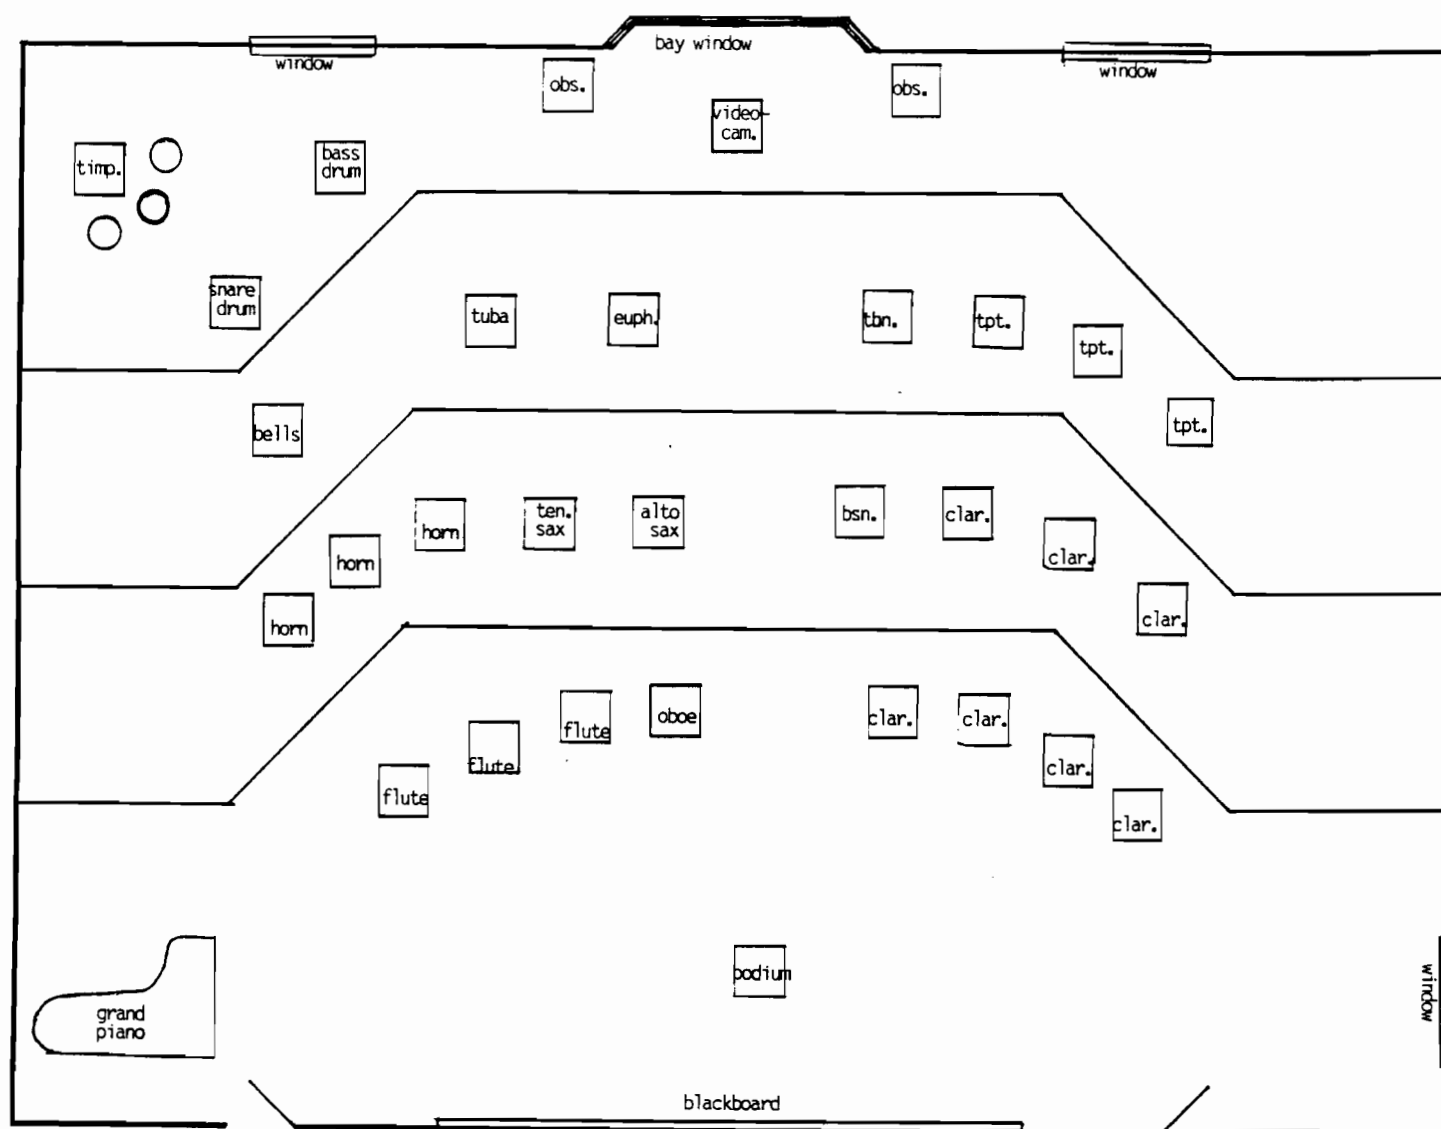 bay window
window
window
obs.
obs.
video-
cam.
timp.
bass
drum
snare
drum
tuba
euph.
tbn.
tpt.
tpt.
tpt.
bells
horn
ten.
sax
alto
sax
bsn.
clar.
clar.
clar.
horn
horn
flute
flute
flute
oboe
clar.
clar.
clar.
clar.
podium
grand
piano
window
blackboard